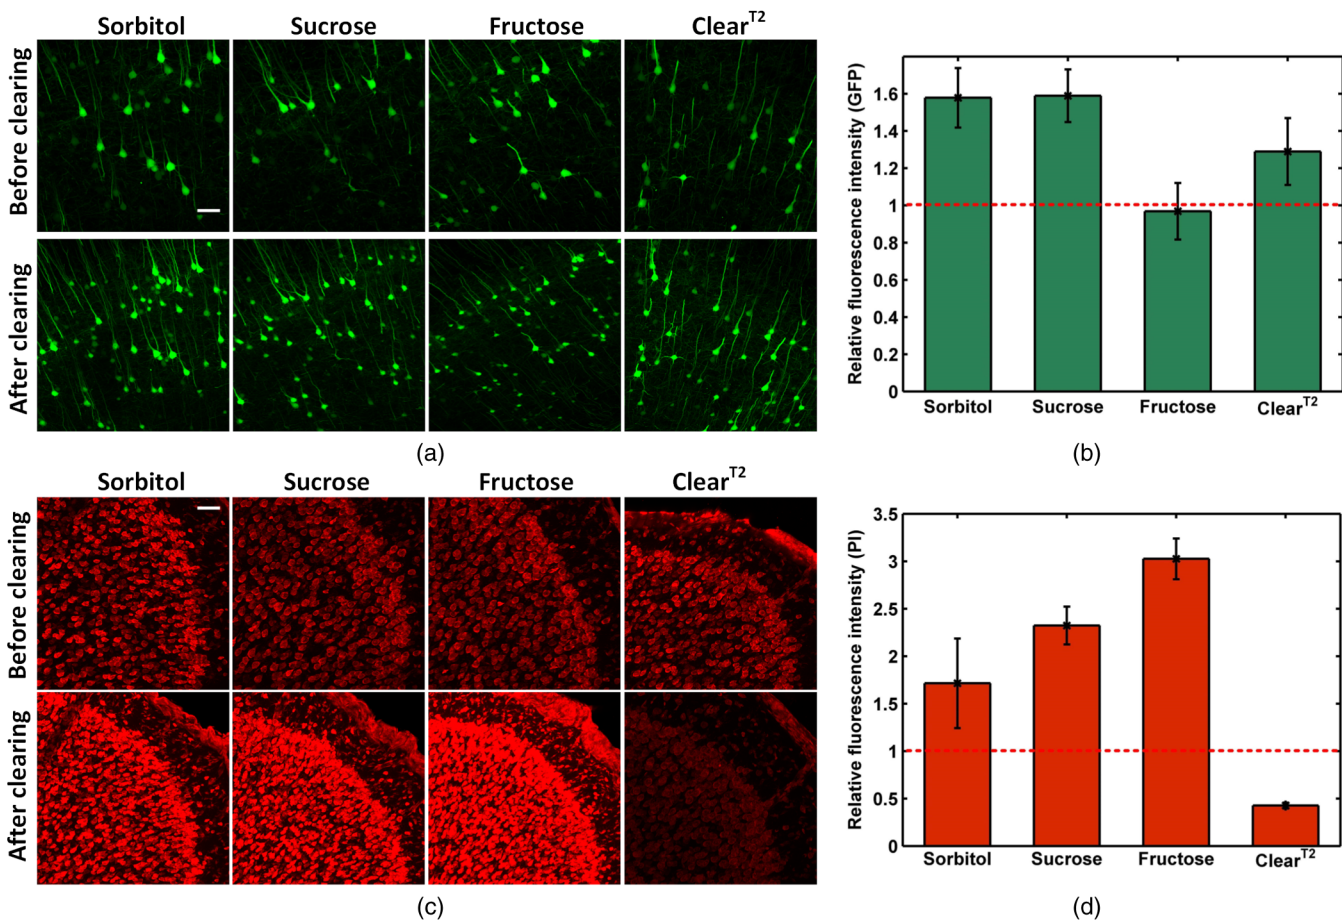 Sorbitol Sucrose Fructose Clear^T2
Before clearing
After clearing
(a)
Relative fluorescence intensity (GFP)
1.6
1.4
1.2
1
0.8
0.6
0.4
0.2
0
Sorbitol Sucrose Fructose Clear^T2
(b)
Sorbitol Sucrose Fructose Clear^T2
Before clearing
After clearing
(c)
Relative fluorescence intensity (PI)
3.5
3
2.5
2
1.5
1
0.5
0
Sorbitol Sucrose Fructose Clear^T2
(d)